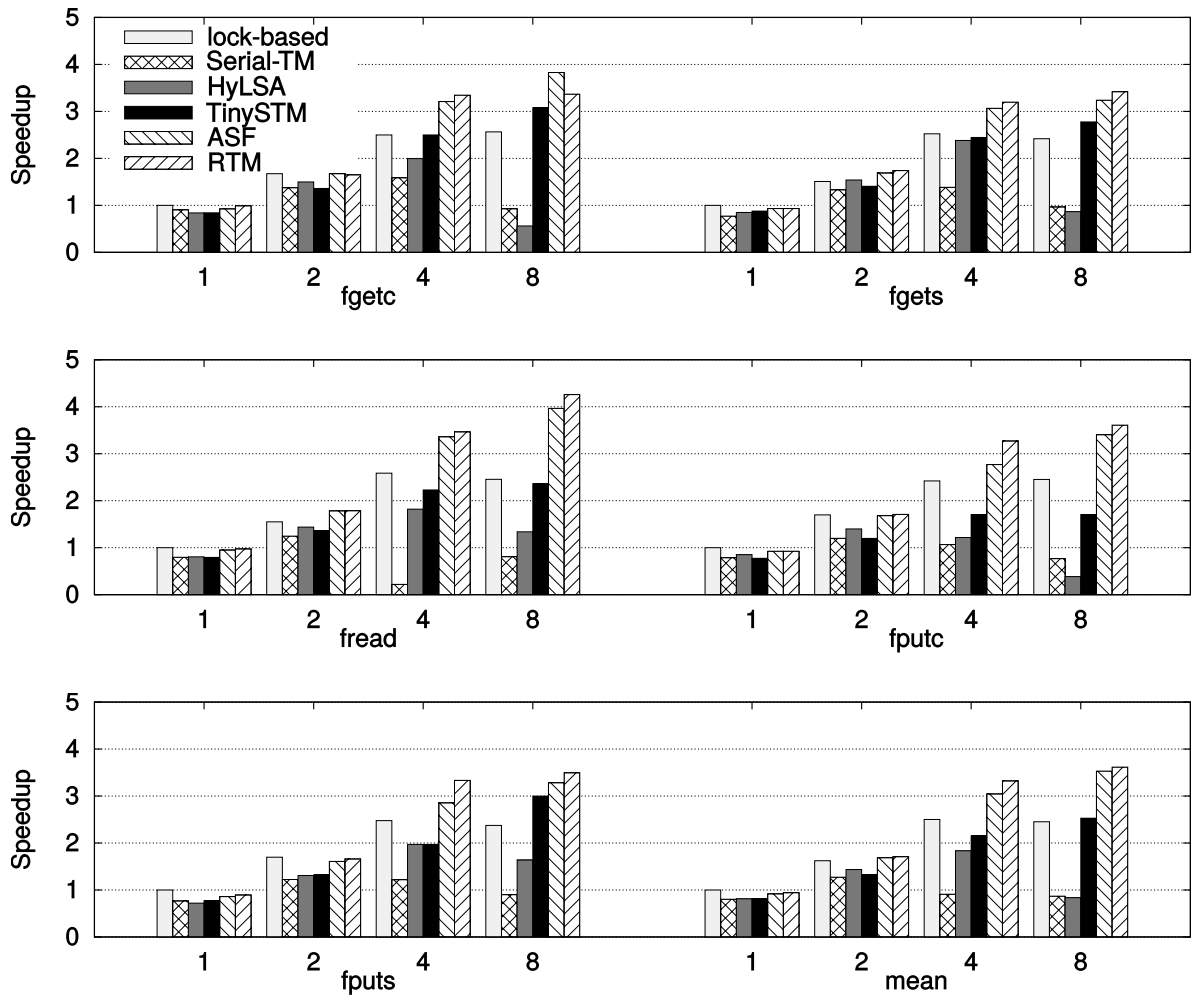 5
4
3
2
1
0
Speedup
lock-based
Serial-TM
HyLSA
TinySTM
ASF
RTM
1 2 4 8
fgetc
1 2 4 8
fgets
5
4
3
2
1
0
Speedup
1 2 4 8
fread
1 2 4 8
fputc
5
4
3
2
1
0
Speedup
1 2 4 8
fputs
1 2 4 8
mean